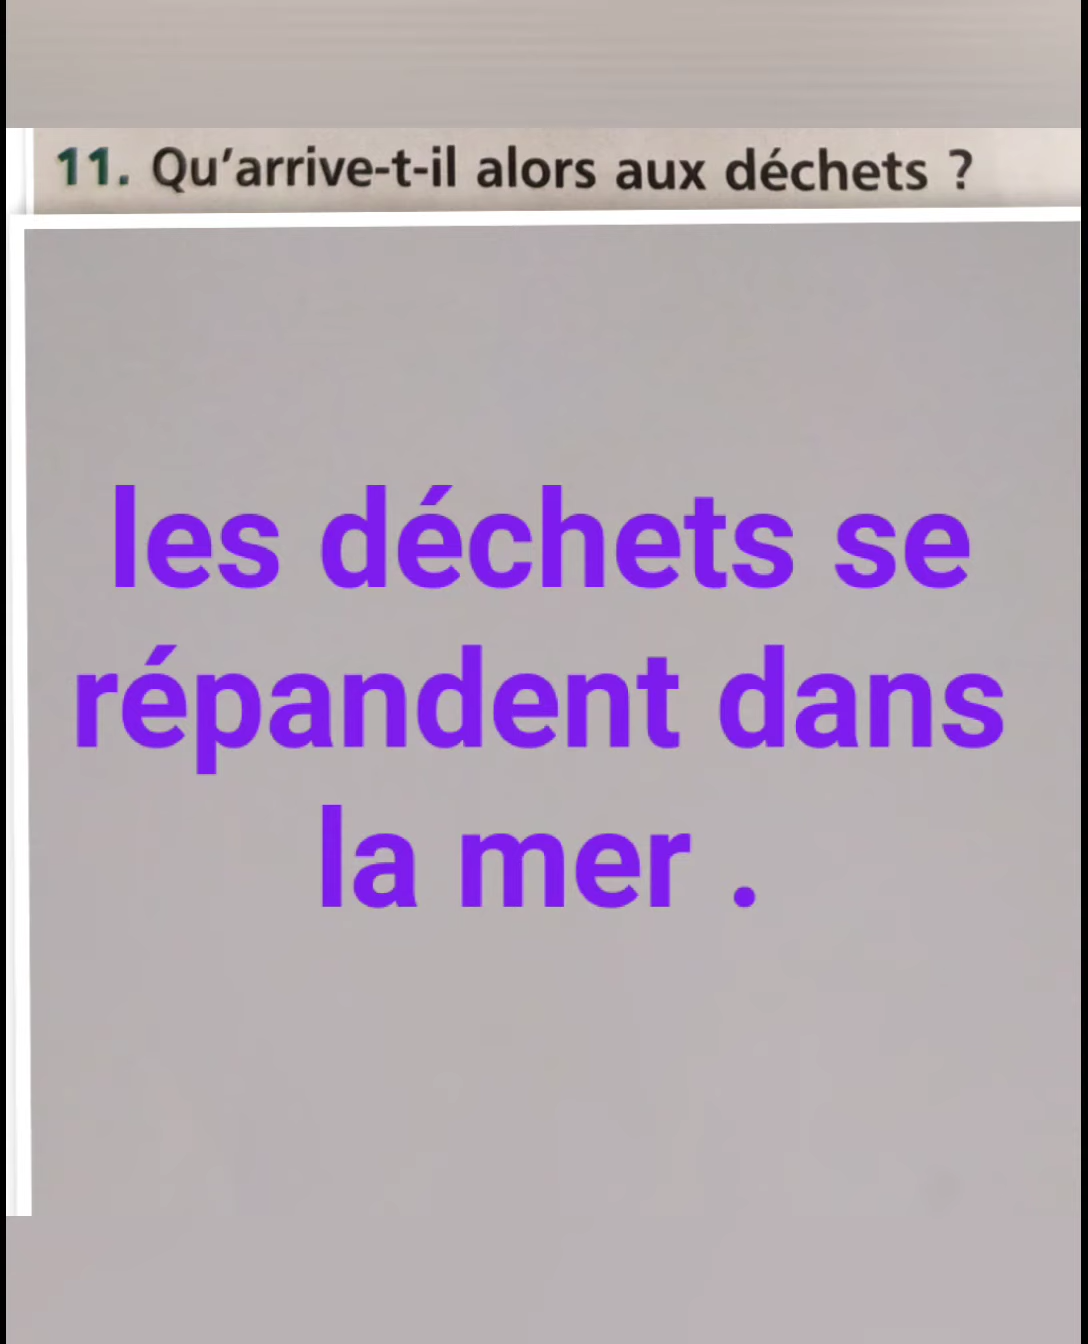 11. Qu'arrive-t-il alors aux déchets ?
les déchets se
répandent dans
la mer .